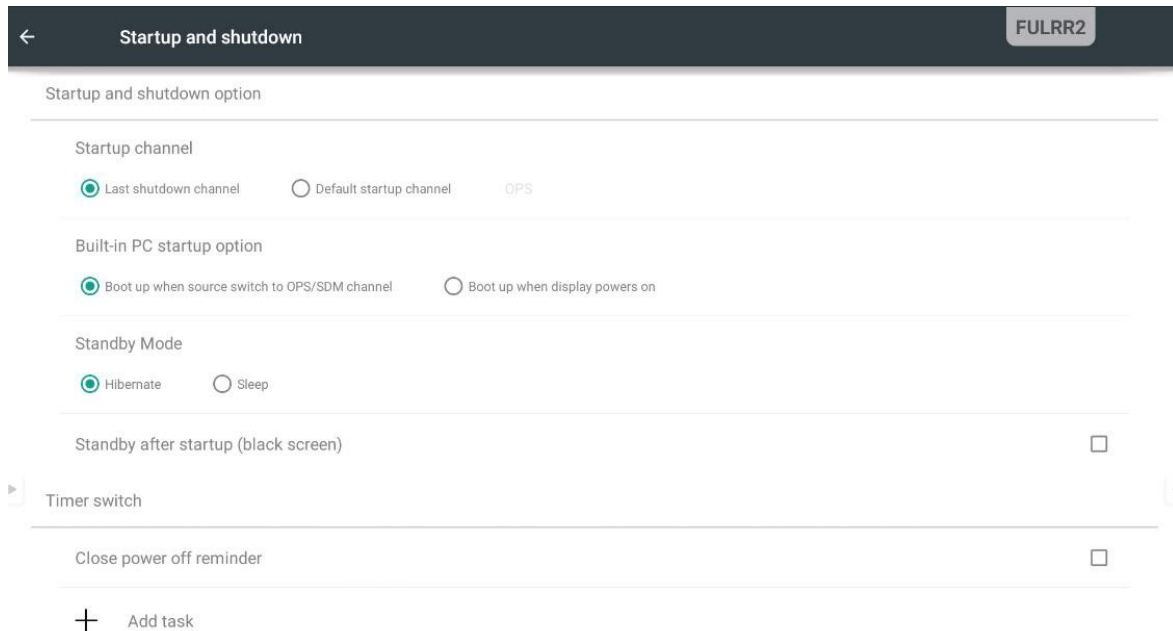 Startup and shutdown
FULRR2
Startup and shutdown option
Startup channel
Last shutdown channel Default startup channel OPS
Built-in PC startup option
Boot up when source switch to OPS/SDM channel Boot up when display powers on
Standby Mode
Hibernate Sleep
Standby after startup (black screen)
Timer switch
Close power off reminder
Add task